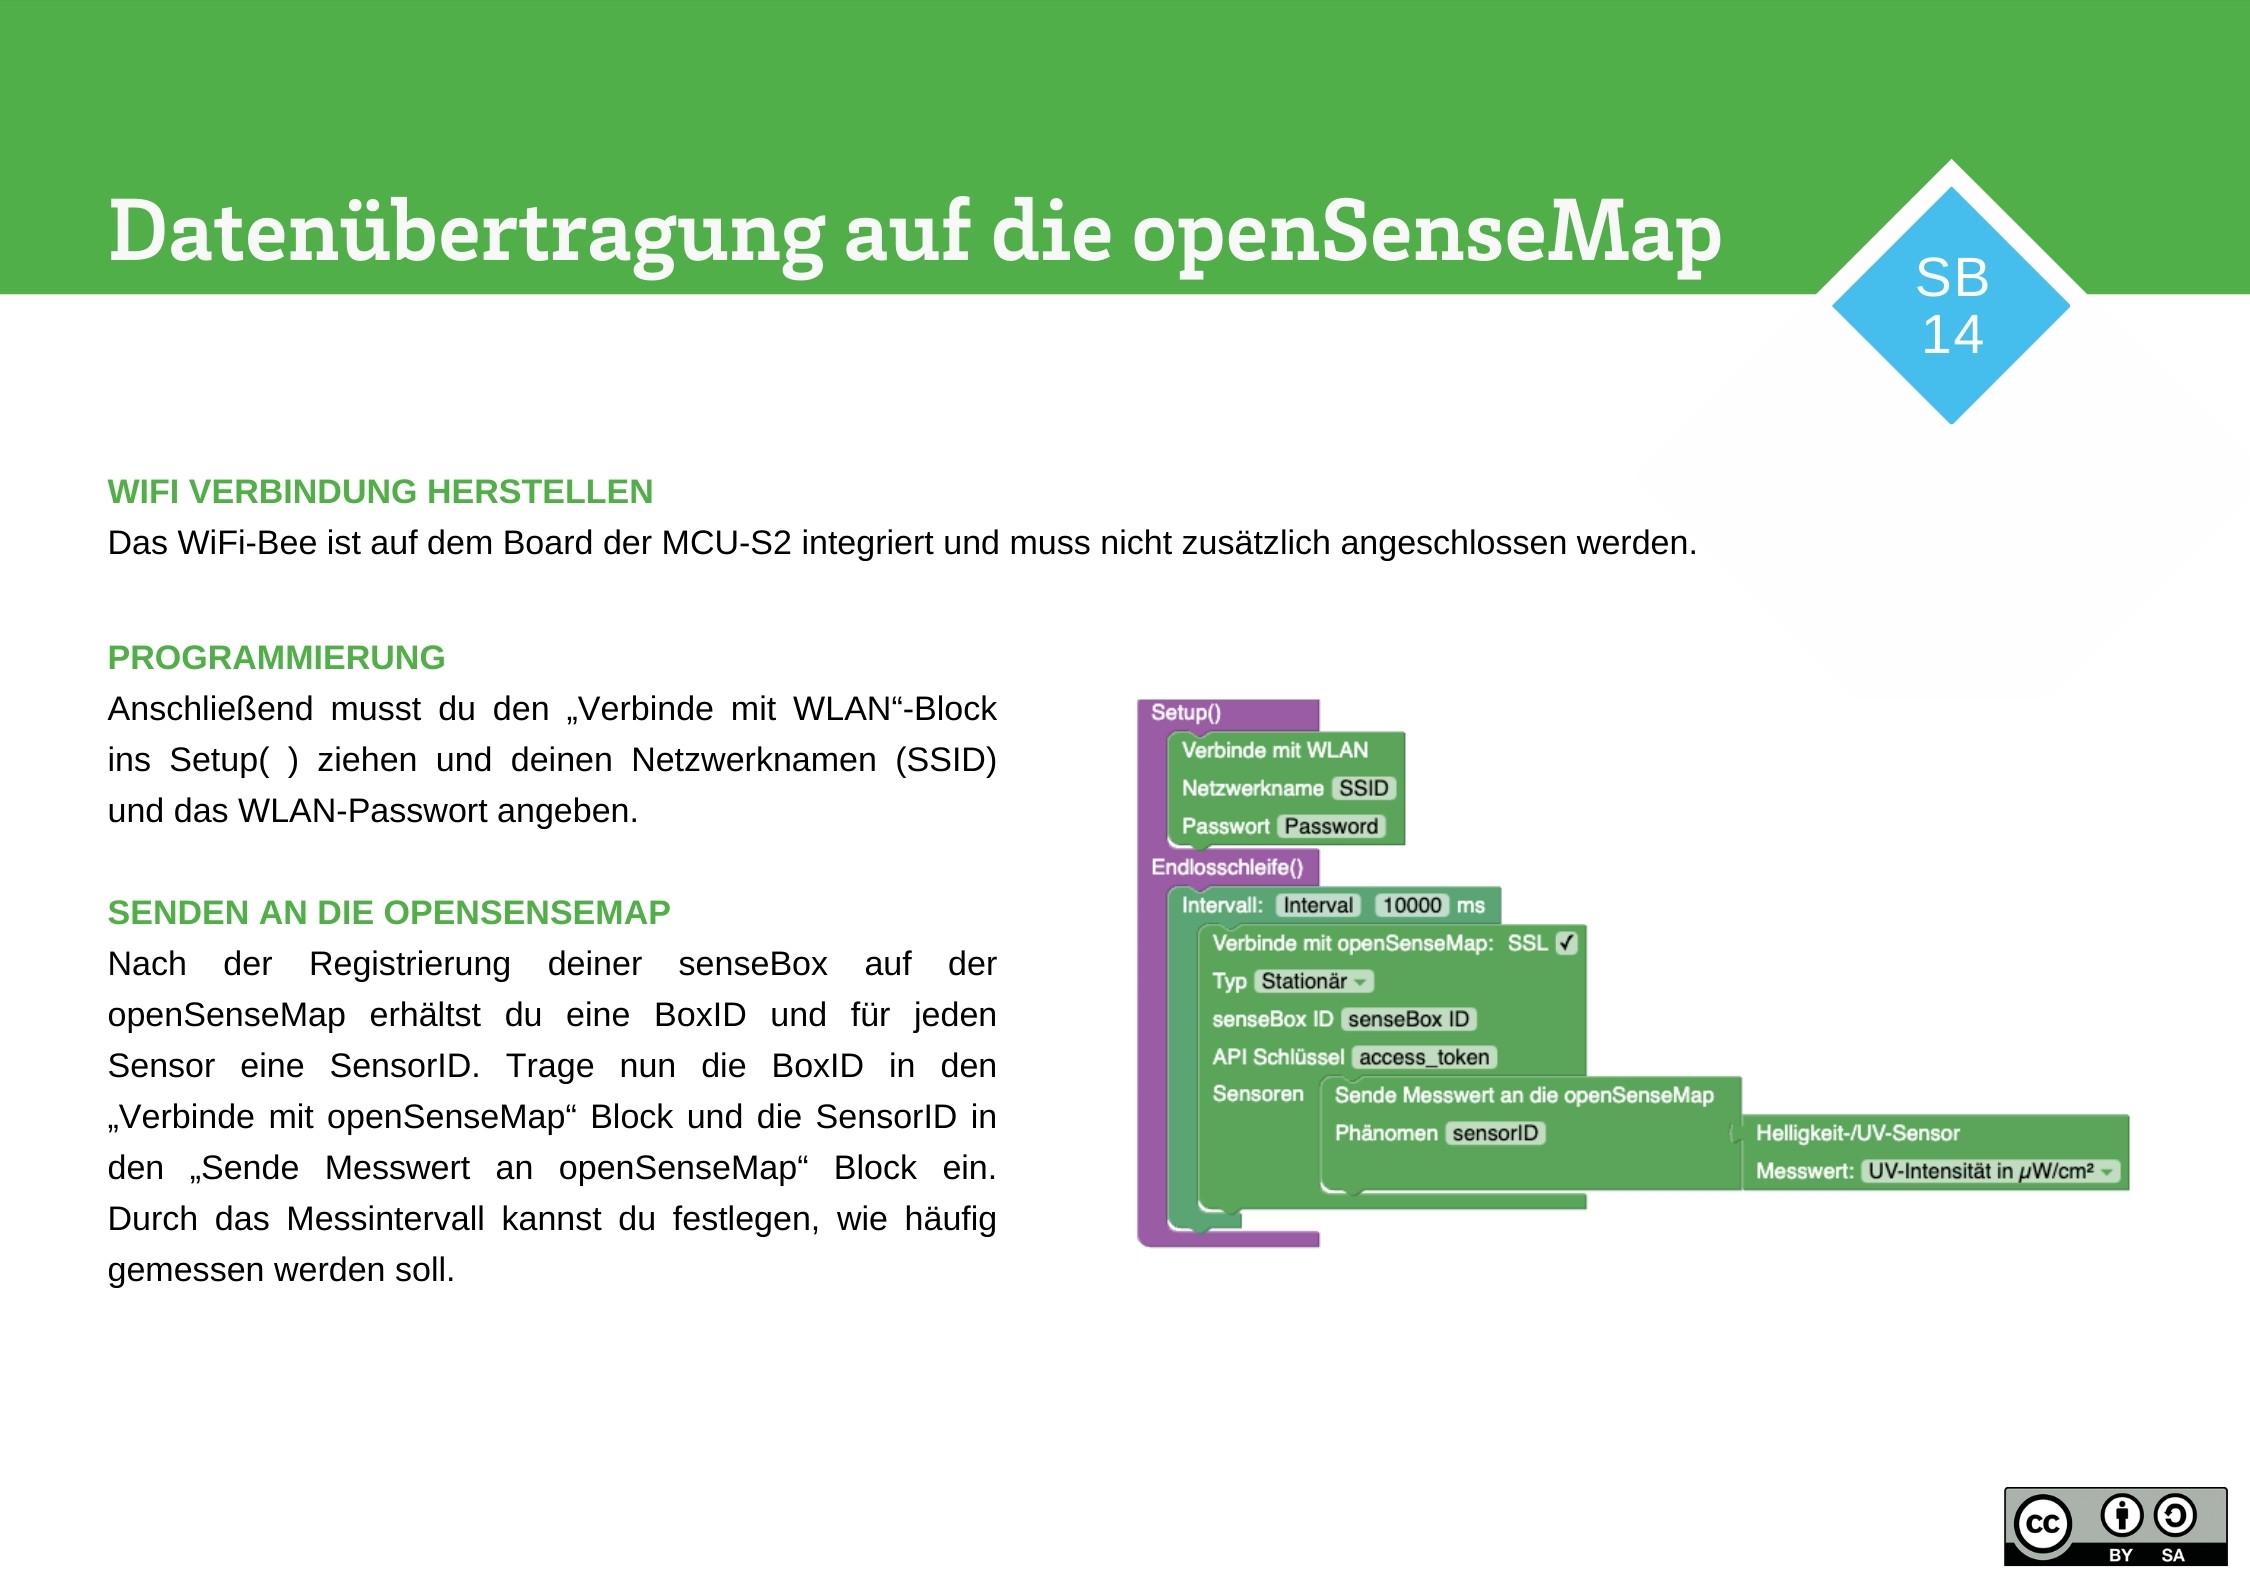 Datenübertragung auf die openSenseMap
SB
14
WIFI VERBINDUNG HERSTELLEN
Das WiFi-Bee ist auf dem Board der MCU-S2 integriert und muss nicht zusätzlich angeschlossen werden.
PROGRAMMIERUNG
Anschließend musst du den „Verbinde mit WLAN“-Block
ins Setup( ) ziehen und deinen Netzwerknamen (SSID)
und das WLAN-Passwort angeben.
SENDEN AN DIE OPENSENSEMAP
Nach der Registrierung deiner senseBox auf der
openSenseMap erhältst du eine BoxID und für jeden
Sensor eine SensorID. Trage nun die BoxID in den
„Verbinde mit openSenseMap“ Block und die SensorID in
den „Sende Messwert an openSenseMap“ Block ein.
Durch das Messintervall kannst du festlegen, wie häufig
gemessen werden soll.
Setup()
Verbinde mit WLAN
Netzwerkname SSID
Passwort Password
Endlosschleife()
Intervall: Interval 10000 ms
Verbinde mit openSenseMap: SSL ✓
Typ Stationär
senseBox ID senseBox ID
API Schlüssel access_token
Sensoren Sende Messwert an die openSenseMap
Phänomen sensorID Helligkeit-/UV-Sensor
Messwert: UV-Intensität in µW/cm²
cc
BY SA